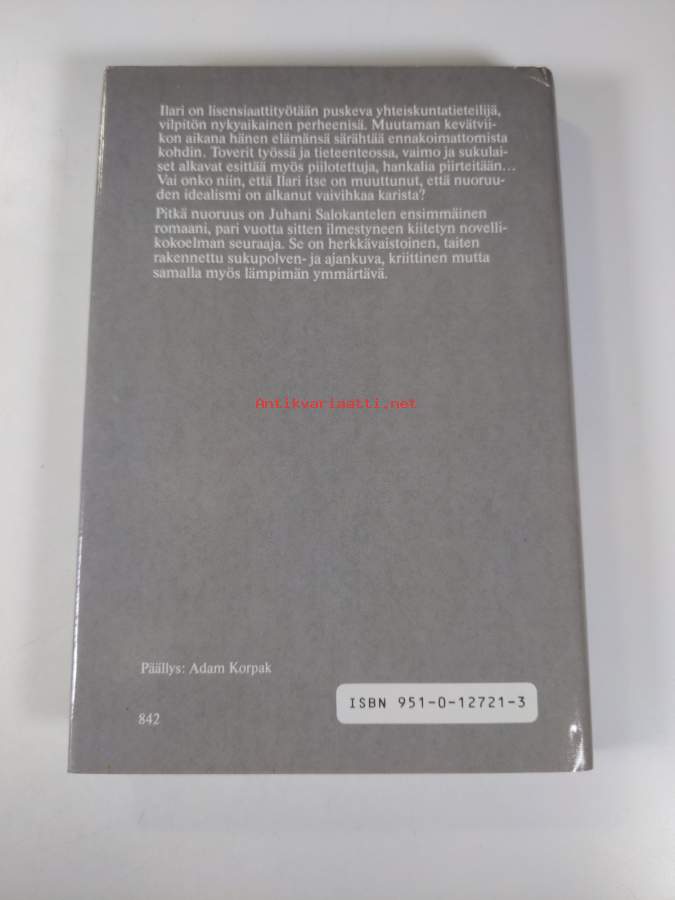 Ilari on lisensiaattityötään puskeva yhteiskuntatieteilijä,
vilpitön nykyaikainen perheenisä. Muutaman kevätvii-
kon aikana hänen elämänsä särähtää ennakoimattomista
kohdin. Toverit työssä ja tieteenteossa, vaimo ja sukulai-
set alkavat esittää myös piilotettuja, hankalia piirteitään...
Vai onko niin, että Ilari itse on muuttunut, että nuoruu-
den idealismi on alkanut vaivihkaa karista?
Pitkä nuoruus on Juhani Salokantelen ensimmäinen
romaani, pari vuotta sitten ilmestyneen kiitetyn novelli-
kokoelman seuraaja. Se on herkkävaistoinen, taiten
rakennettu sukupolven- ja ajankuva, kriittinen mutta
samalla myös lämpimän ymmärtävä.
Antikvariaatti.net
Päällys: Adam Korpak
ISBN 951-0-12721-3
842